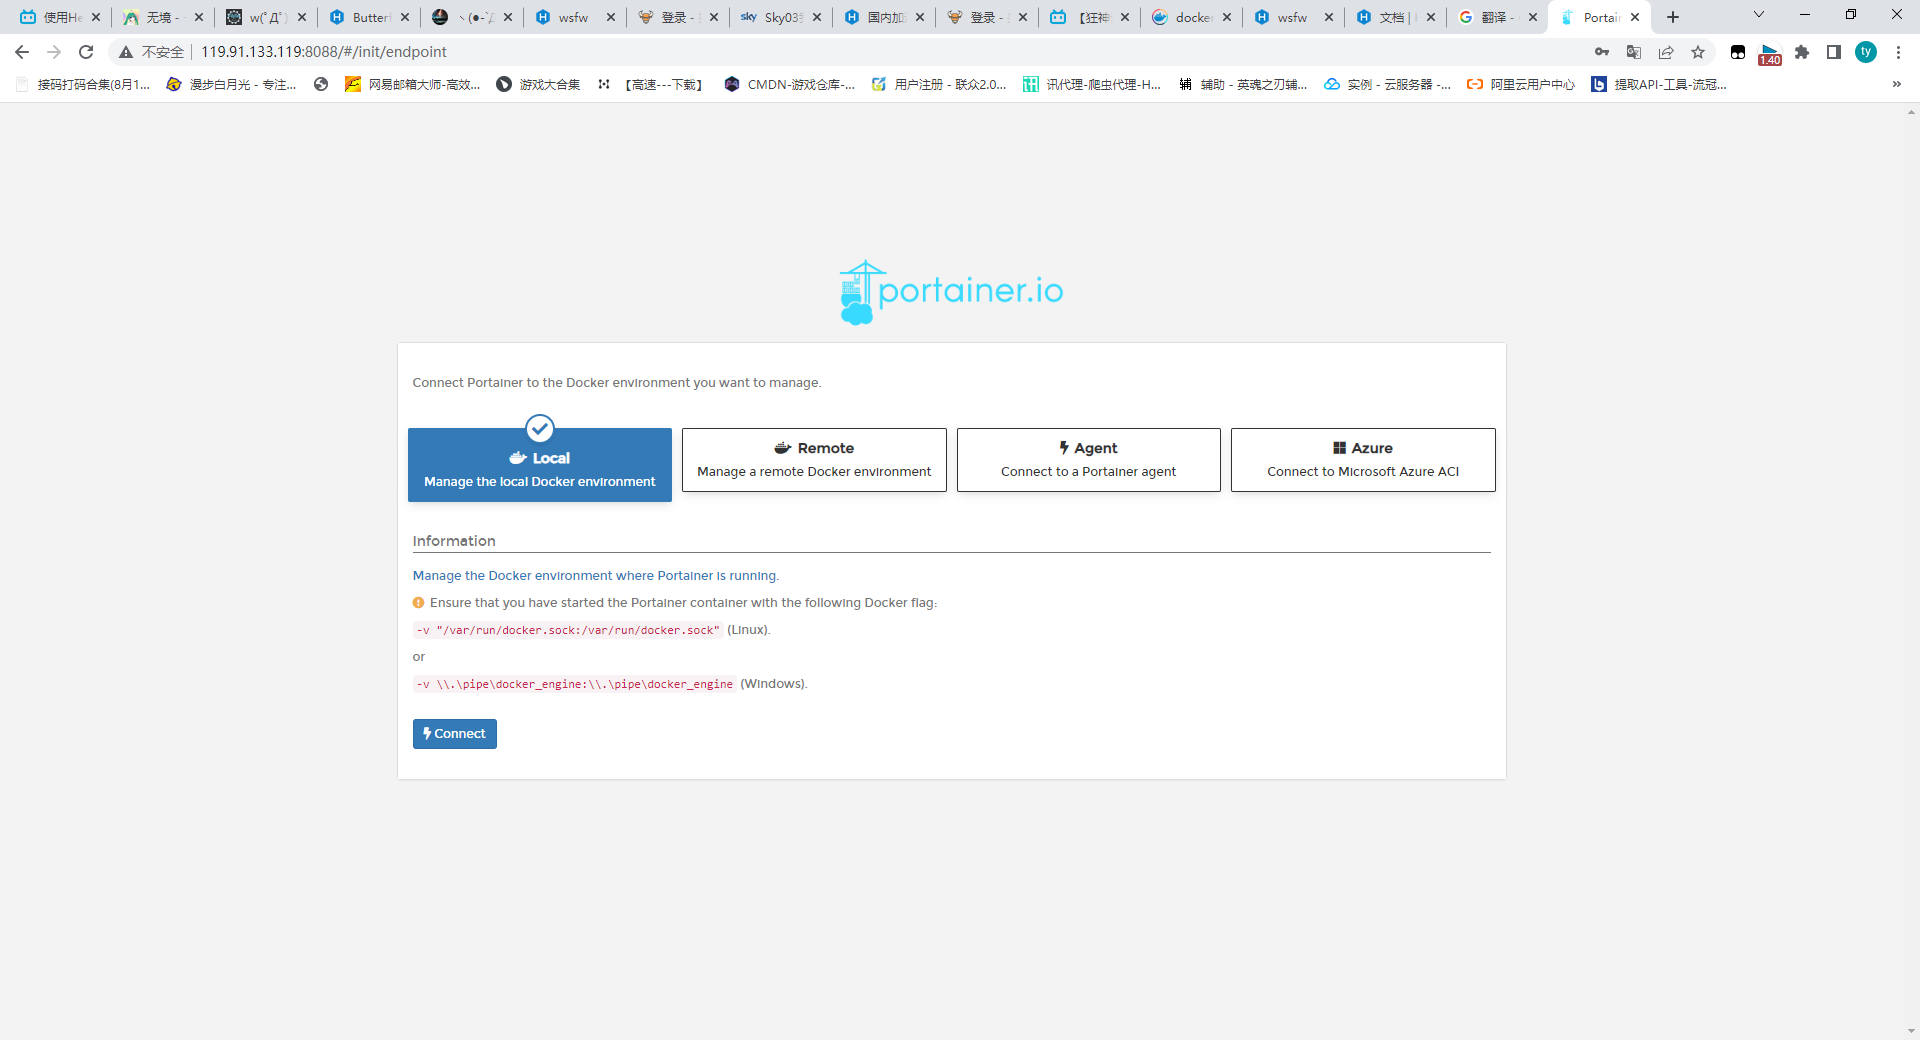 使用He
无境 -
w(ﾟДﾟ)
Butterf
ヽ(●-`Д
wsfw
登录 -
sky Sky03
国内加
登录 -
【狂神
docke
wsfw
文档 |
翻译 -
Portain
不安全 119.91.133.119:8088/#/init/endpoint
1.40
ty
接码打码合集(8月1...
漫步白月光 - 专注...
网易邮箱大师-高效...
游戏大合集
【高速---下载】
CMDN-游戏仓库-...
用户注册 - 联众2.0...
讯代理-爬虫代理-H...
辅 辅助 - 英魂之刃辅...
实例 - 云服务器 -...
阿里云用户中心
提取API-工具-流冠...
»
portainer.io
Connect Portainer to the Docker environment you want to manage.
Local
Manage the local Docker environment
Remote
Manage a remote Docker environment
Agent
Connect to a Portainer agent
Azure
Connect to Microsoft Azure ACI
Information
Manage the Docker environment where Portainer is running.
Ensure that you have started the Portainer container with the following Docker flag:
-v "/var/run/docker.sock:/var/run/docker.sock" (Linux).
or
-v \\.\pipe\docker_engine:\\.\pipe\docker_engine (Windows).
Connect